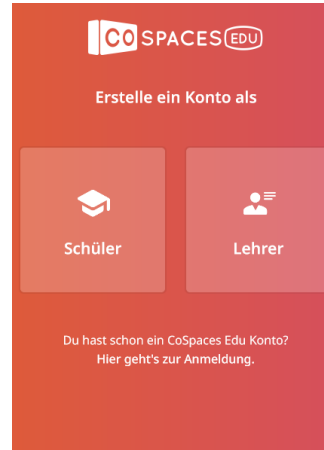 CO SPACES EDU
Erstelle ein Konto als
Schüler
Lehrer
Du hast schon ein CoSpaces Edu Konto?
Hier geht's zur Anmeldung.